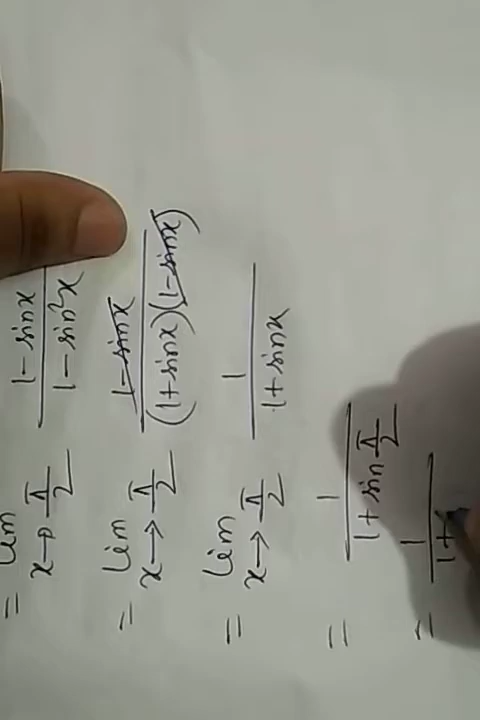 = lim x→π/2 1 - sinx / 1 - sin²x
= lim x→π/2 1 - sinx / (1 + sinx)(1 - sinx)
= lim x→π/2 1 / 1 + sinx
= 1 / 1 + sin π/2
= 1 / 1 +